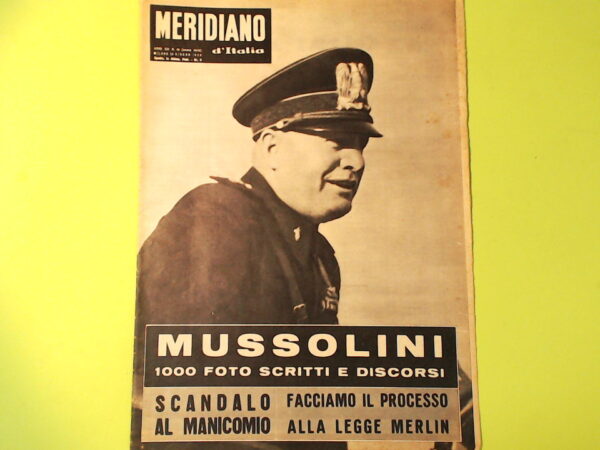 MERIDIANO
d'Italia
MUSSOLINI
1000 FOTO SCRITTI E DISCORSI
SCANDALO
AL MANICOMIO
FACCIAMO IL PROCESSO
ALLA LEGGE MERLIN